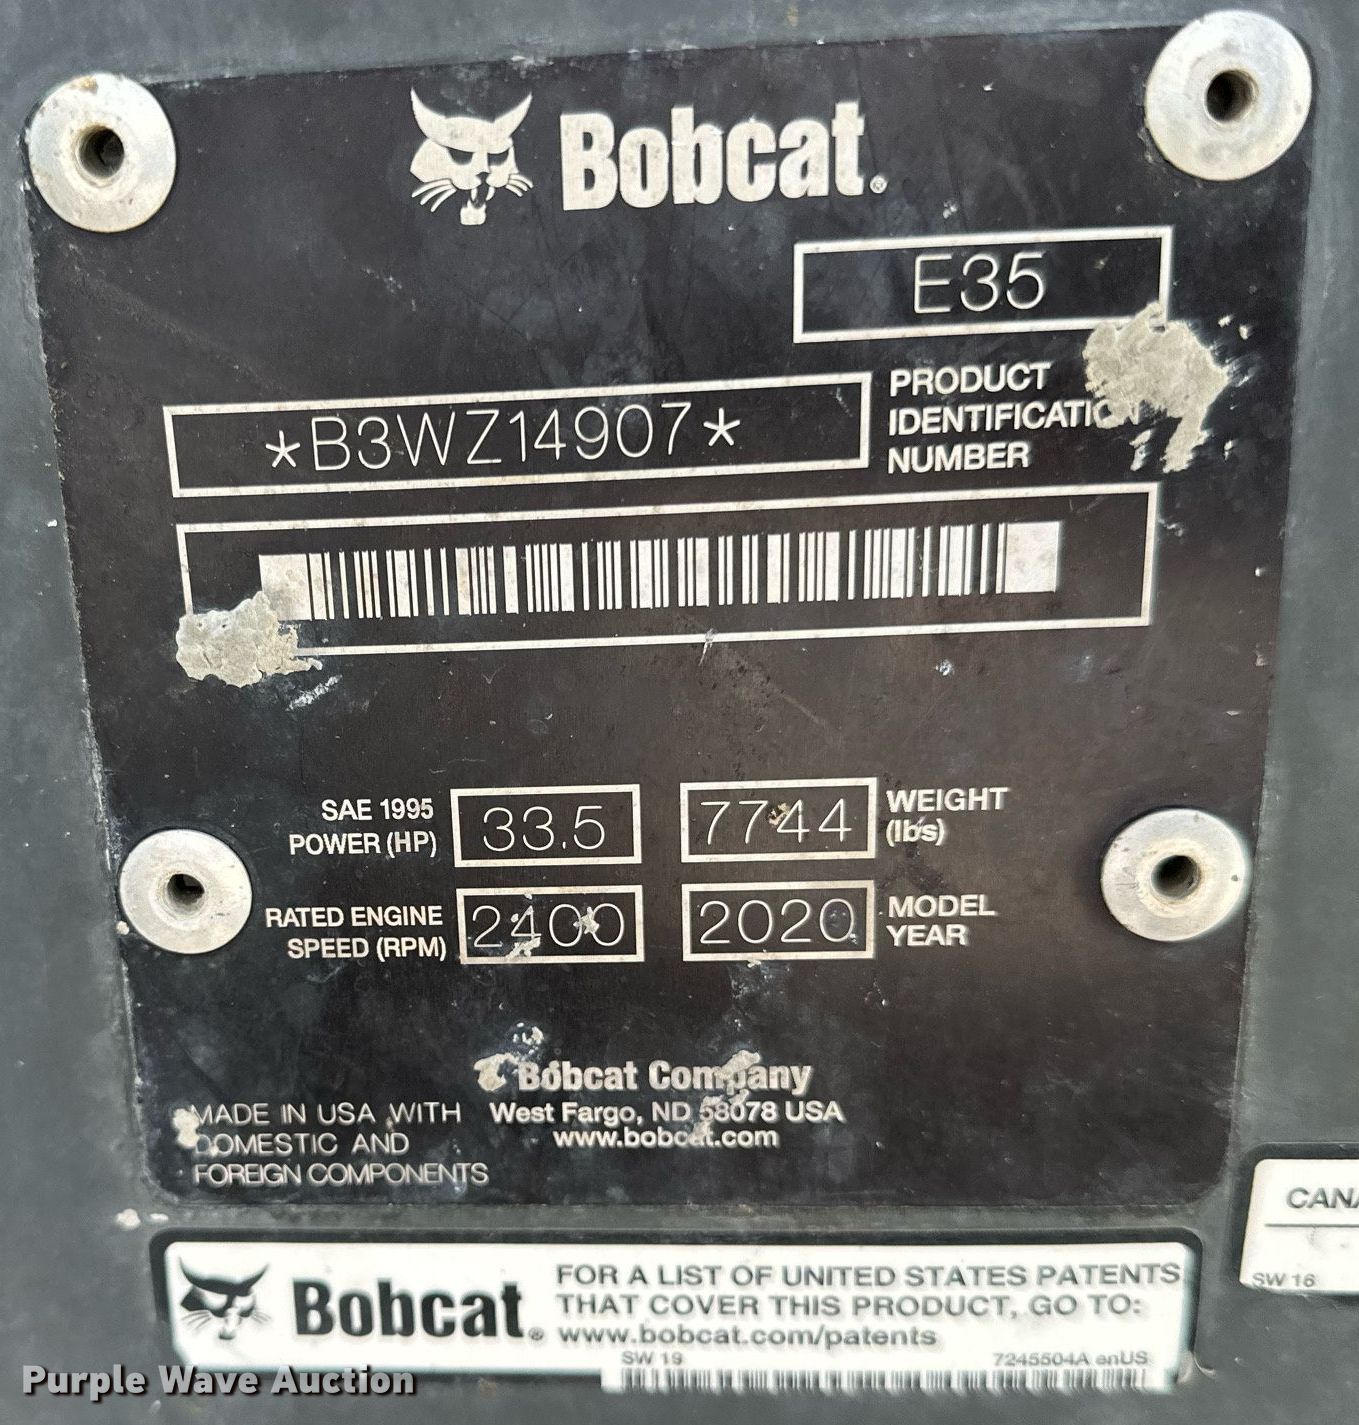 Bobcat®
E35
*B3WZ14907*
PRODUCT
IDENTIFICATION
NUMBER
SAE 1995
POWER (HP)
33.5
7744
WEIGHT
(lbs)
RATED ENGINE
SPEED (RPM)
2400
2020
MODEL
YEAR
Bobcat Company
West Fargo, ND 58078 USA
www.bobcat.com
MADE IN USA WITH
DOMESTIC AND
FOREIGN COMPONENTS
Bobcat®
FOR A LIST OF UNITED STATES PATENTS
THAT COVER THIS PRODUCT, GO TO:
www.bobcat.com/patents
SW 19
7245504A enUS
CANA
SW 16
Purple Wave Auction